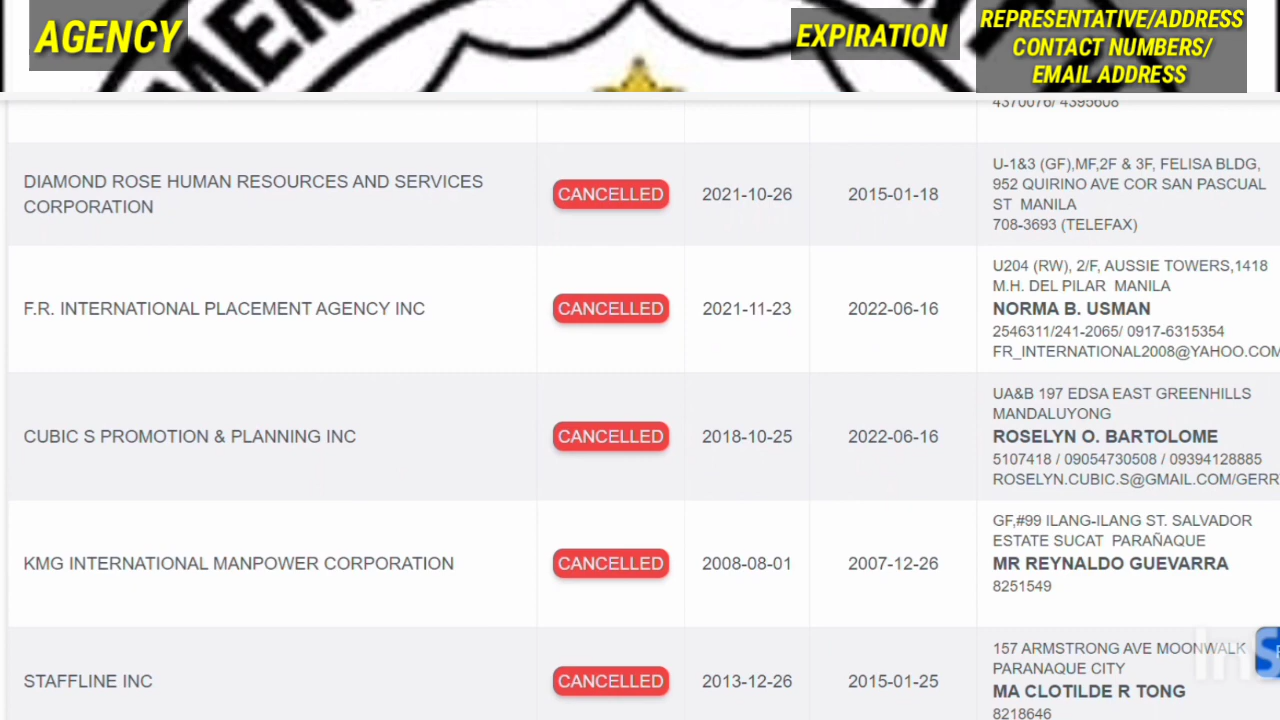 AGENCY
EXPIRATION
REPRESENTATIVE/ADDRESS
CONTACT NUMBERS/
EMAIL ADDRESS
MEN
4370076/ 4395608
DIAMOND ROSE HUMAN RESOURCES AND SERVICES
CORPORATION
CANCELLED
2021-10-26
2015-01-18
U-1&3 (GF),MF,2F & 3F, FELISA BLDG,
952 QUIRINO AVE COR SAN PASCUAL
ST MANILA
708-3693 (TELEFAX)
F.R. INTERNATIONAL PLACEMENT AGENCY INC
CANCELLED
2021-11-23
2022-06-16
U204 (RW), 2/F, AUSSIE TOWERS,1418
M.H. DEL PILAR MANILA
NORMA B. USMAN
2546311/241-2065/ 0917-6315354
FR_INTERNATIONAL2008@YAHOO.COM
CUBIC S PROMOTION & PLANNING INC
CANCELLED
2018-10-25
2022-06-16
UA&B 197 EDSA EAST GREENHILLS
MANDALUYONG
ROSELYN O. BARTOLOME
5107418 / 09054730508 / 09394128885
ROSELYN.CUBIC.S@GMAIL.COM/GERR
KMG INTERNATIONAL MANPOWER CORPORATION
CANCELLED
2008-08-01
2007-12-26
GF,#99 ILANG-ILANG ST. SALVADOR
ESTATE SUCAT PARAÑAQUE
MR REYNALDO GUEVARRA
8251549
STAFFLINE INC
CANCELLED
2013-12-26
2015-01-25
157 ARMSTRONG AVE MOONWALK
PARANAQUE CITY
MA CLOTILDE R TONG
8218646
InS